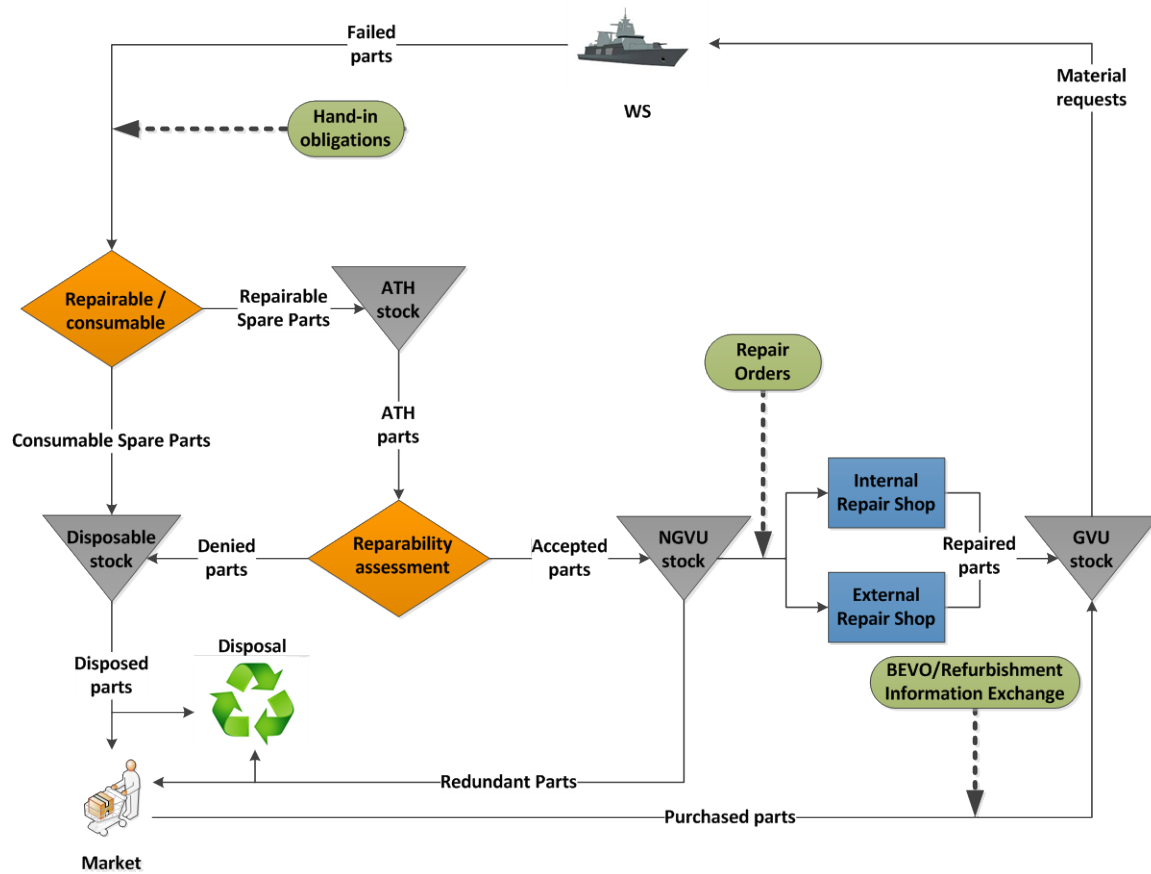 Failed
parts
WS
Material
requests
Hand-in
obligations
Repairable /
consumable
Repairable
Spare Parts
ATH
stock
Repair
Orders
ATH
parts
Consumable Spare Parts
Internal
Repair Shop
Disposable
stock
Denied
parts
Reparability
assessment
Accepted
parts
NGVU
stock
Repaired
parts
GVU
stock
External
Repair Shop
Disposed
parts
Disposal
BEVO/Refurbishment
Information Exchange
Redundant Parts
Purchased parts
Market